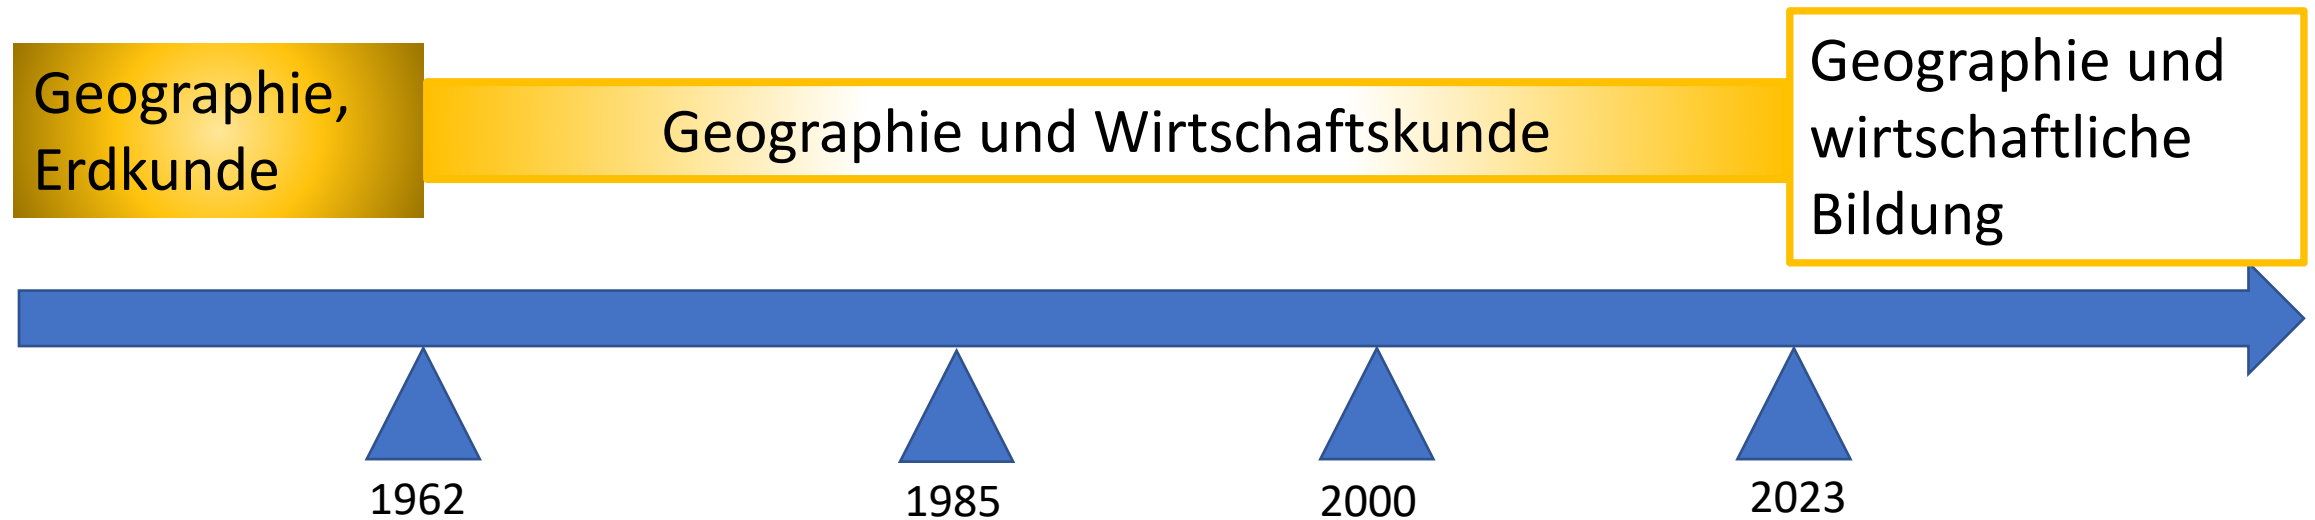 Geographie,
Erdkunde
Geographie und Wirtschaftskunde
Geographie und
wirtschaftliche
Bildung
1962
1985
2000
2023